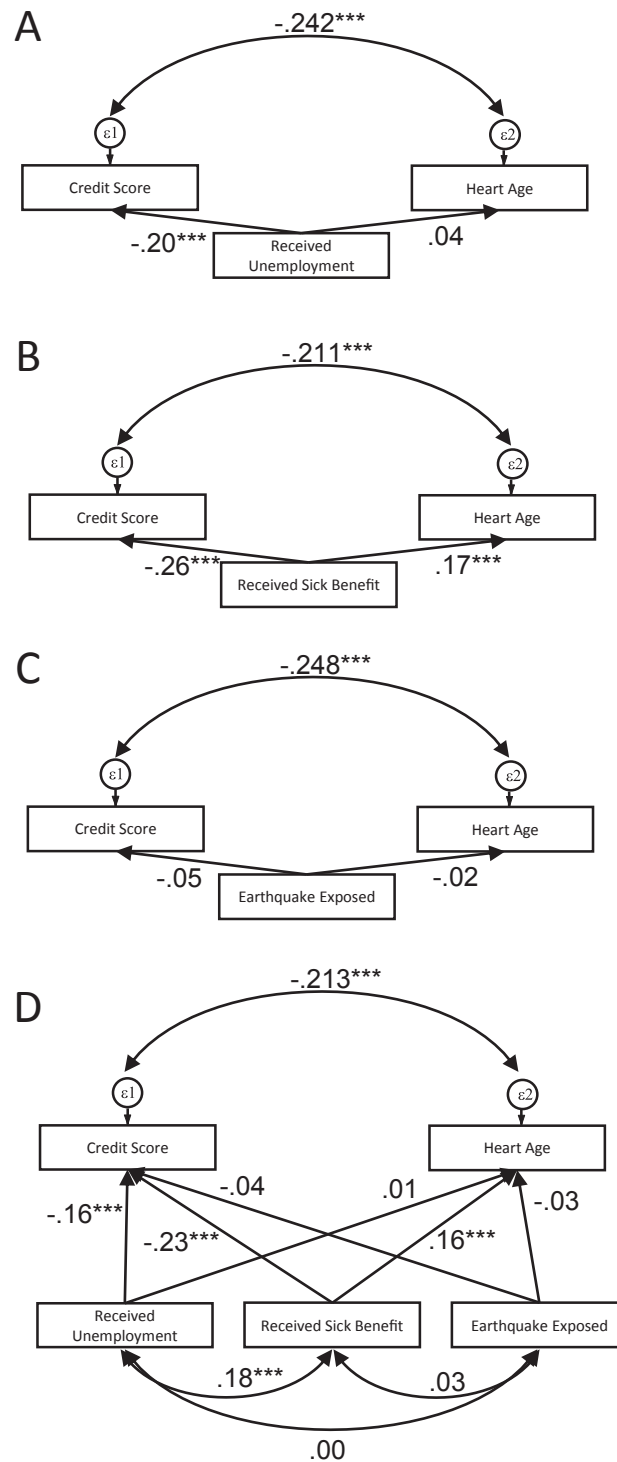 A
-.242***
ε1
ε2
Credit Score
Heart Age
-.20***
.04
Received
Unemployment
B
-.211***
ε1
ε2
Credit Score
Heart Age
-.26***
.17***
Received Sick Benefit
C
-.248***
ε1
ε2
Credit Score
Heart Age
-.05
-.02
Earthquake Exposed
D
-.213***
ε1
ε2
Credit Score
Heart Age
-.16***
-.23***
-.04
.01
.16***
-.03
Received
Unemployment
Received Sick Benefit
Earthquake Exposed
.18***
.03
.00